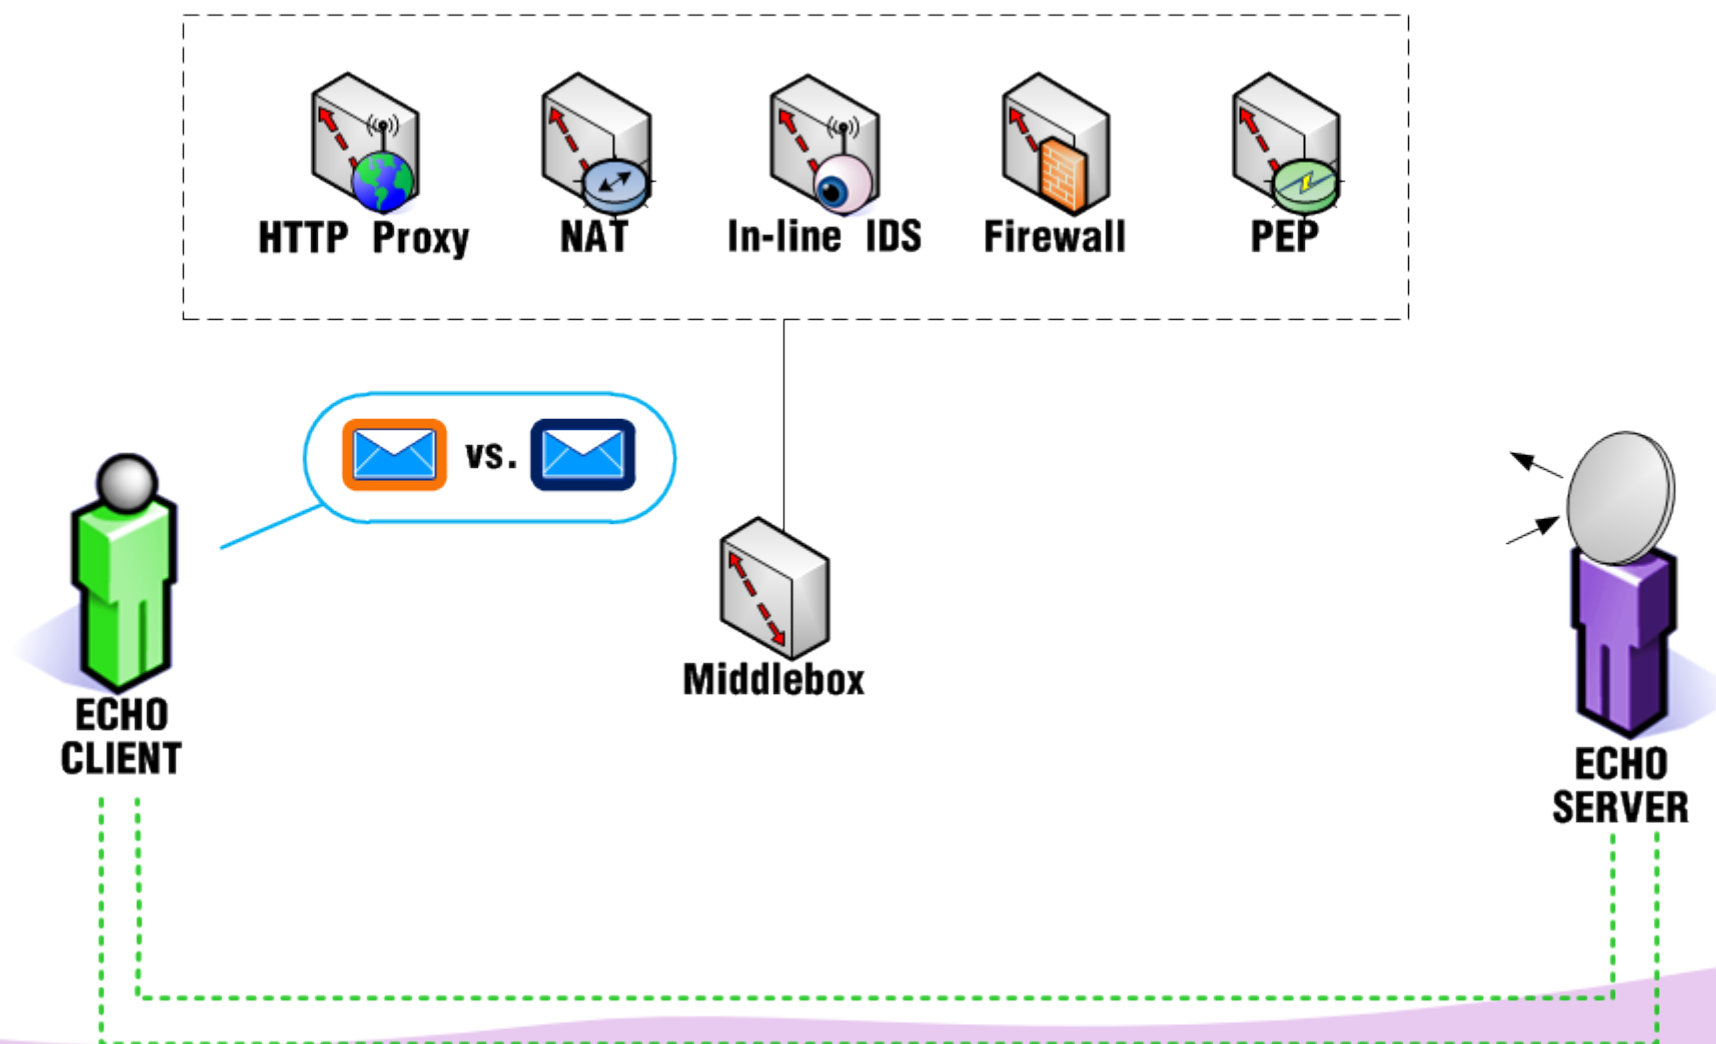 HTTP Proxy
NAT
In-line IDS
Firewall
PEP
vs.
Middlebox
ECHO
CLIENT
ECHO
SERVER